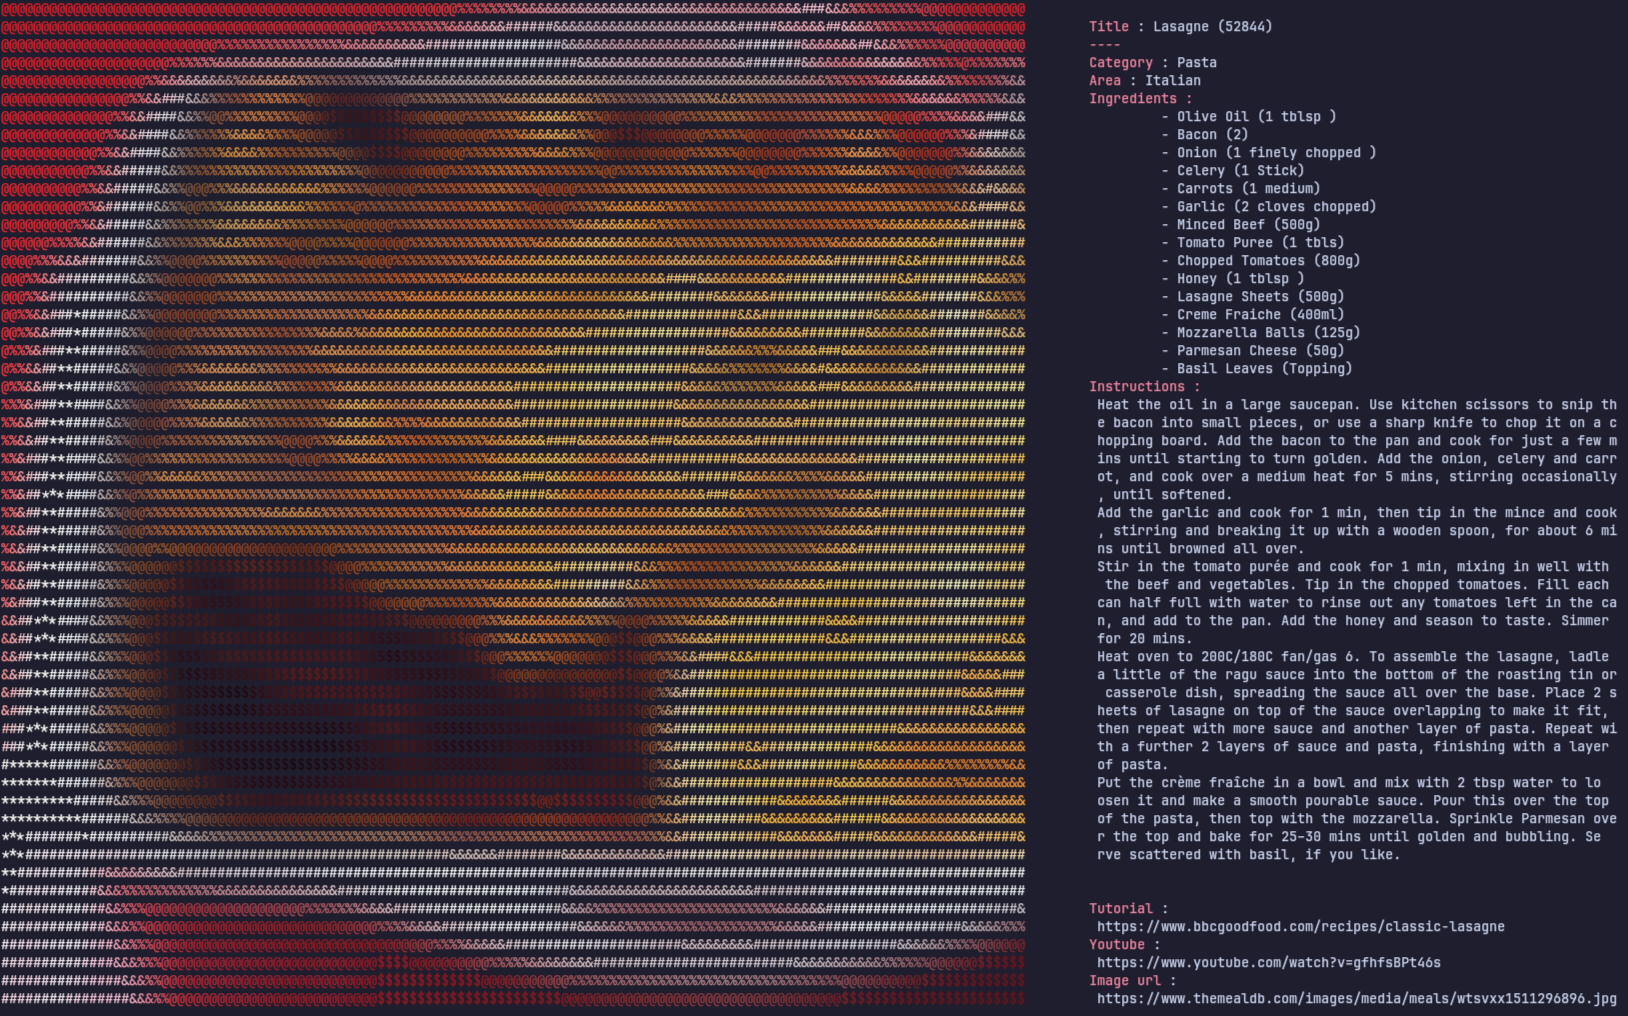 Title : Lasagne (52844)
----
Category : Pasta
Area : Italian
Ingredients :
- Olive Oil (1 tblsp )
- Bacon (2)
- Onion (1 finely chopped )
- Celery (1 Stick)
- Carrots (1 medium)
- Garlic (2 cloves chopped)
- Minced Beef (500g)
- Tomato Puree (1 tbls)
- Chopped Tomatoes (800g)
- Honey (1 tblsp )
- Lasagne Sheets (500g)
- Creme Fraiche (400ml)
- Mozzarella Balls (125g)
- Parmesan Cheese (50g)
- Basil Leaves (Topping)
Instructions :
Heat the oil in a large saucepan. Use kitchen scissors to snip th
e bacon into small pieces, or use a sharp knife to chop it on a c
hopping board. Add the bacon to the pan and cook for just a few m
ins until starting to turn golden. Add the onion, celery and carr
ot, and cook over a medium heat for 5 mins, stirring occasionally
, until softened.
Add the garlic and cook for 1 min, then tip in the mince and cook
, stirring and breaking it up with a wooden spoon, for about 6 mi
ns until browned all over.
Stir in the tomato purée and cook for 1 min, mixing in well with
the beef and vegetables. Tip in the chopped tomatoes. Fill each
can half full with water to rinse out any tomatoes left in the ca
n, and add to the pan. Add the honey and season to taste. Simmer
for 20 mins.
Heat oven to 200C/180C fan/gas 6. To assemble the lasagne, ladle
a little of the ragu sauce into the bottom of the roasting tin or
casserole dish, spreading the sauce all over the base. Place 2 s
heets of lasagne on top of the sauce overlapping to make it fit,
then repeat with more sauce and another layer of pasta. Repeat wi
th a further 2 layers of sauce and pasta, finishing with a layer
of pasta.
Put the crème fraîche in a bowl and mix with 2 tbsp water to lo
osen it and make a smooth pourable sauce. Pour this over the top
of the pasta, then top with the mozzarella. Sprinkle Parmesan ove
r the top and bake for 25–30 mins until golden and bubbling. Se
rve scattered with basil, if you like.
Tutorial :
https://www.bbcgoodfood.com/recipes/classic-lasagne
Youtube :
https://www.youtube.com/watch?v=gfhfsBPt46s
Image url :
https://www.themealdb.com/images/media/meals/wtsvxx1511296896.jpg